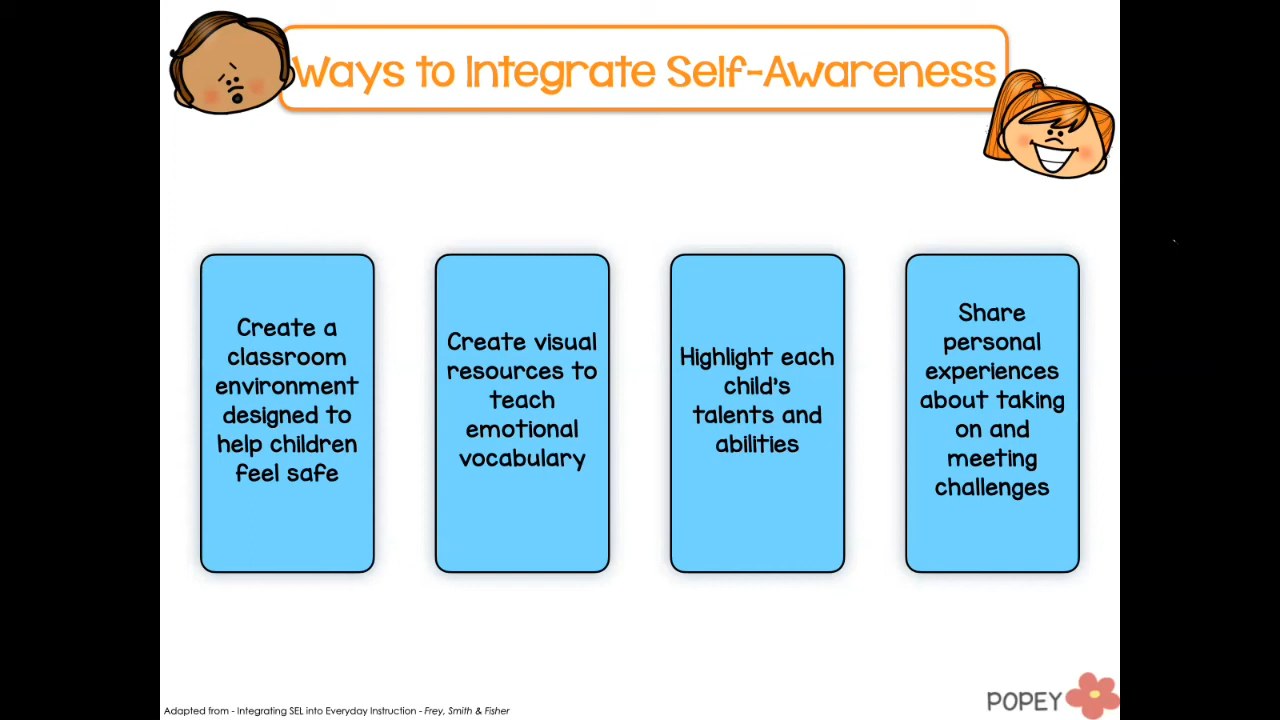 Ways to Integrate Self-Awareness
Create a
classroom
environment
designed to
help children
feel safe
Create visual
resources to
teach
emotional
vocabulary
Highlight each
child's
talents and
abilities
Share
personal
experiences
about taking
on and
meeting
challenges
Adapted from - Integrating SEL into Everyday Instruction - Frey, Smith & Fisher
POPEY